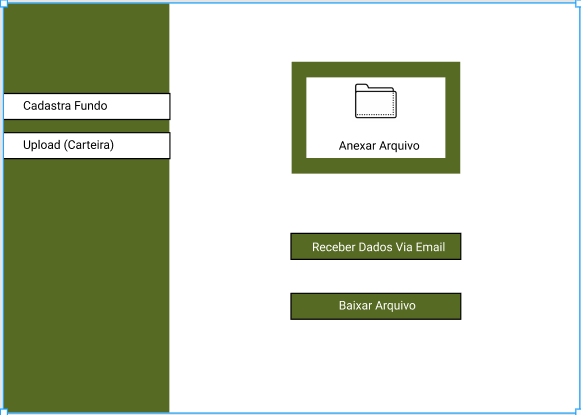 Cadastra Fundo
Upload (Carteira)
Anexar Arquivo
Receber Dados Via Email
Baixar Arquivo